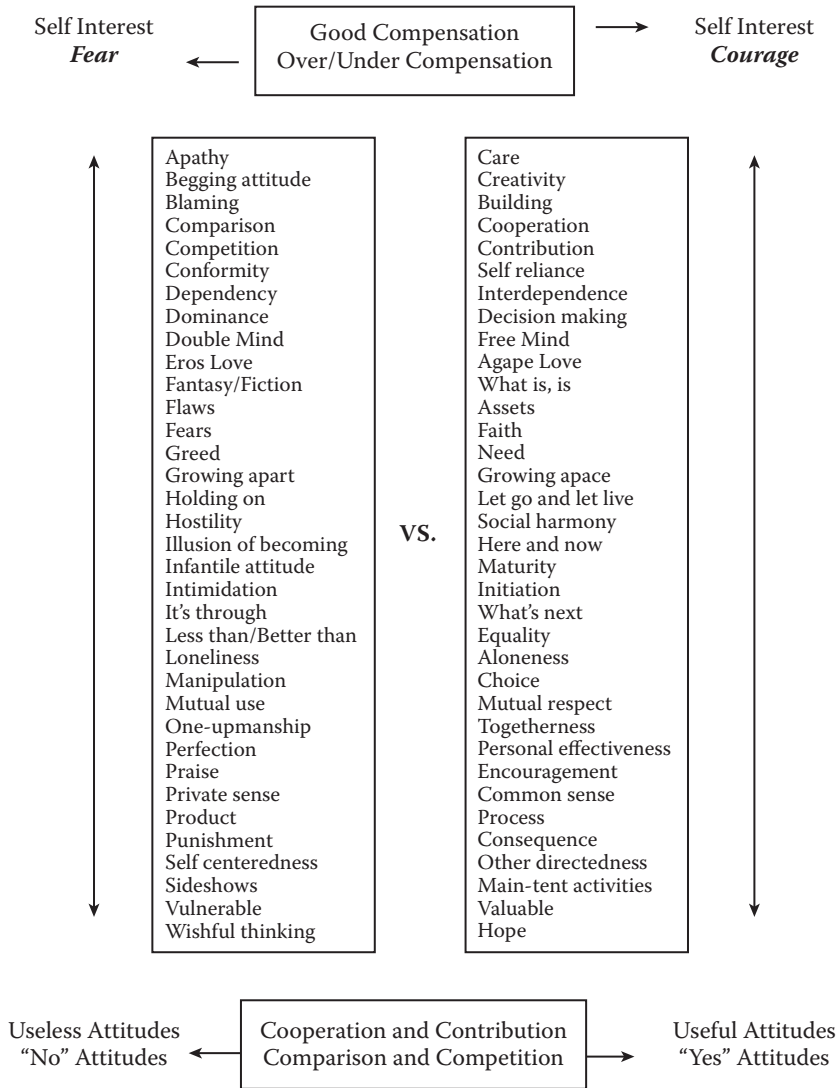 Self Interest
Fear
Good Compensation
Over/Under Compensation
Self Interest
Courage
Apathy
Begging attitude
Blaming
Comparison
Competition
Conformity
Dependency
Dominance
Double Mind
Eros Love
Fantasy/Fiction
Flaws
Fears
Greed
Growing apart
Holding on
Hostility
Illusion of becoming
Infantile attitude
Intimidation
It's through
Less than/Better than
Loneliness
Manipulation
Mutual use
One-upmanship
Perfection
Praise
Private sense
Product
Punishment
Self centeredness
Sideshows
Vulnerable
Wishful thinking
VS.
Care
Creativity
Building
Cooperation
Contribution
Self reliance
Interdependence
Decision making
Free Mind
Agape Love
What is, is
Assets
Faith
Need
Growing apace
Let go and let live
Social harmony
Here and now
Maturity
Initiation
What's next
Equality
Aloneness
Choice
Mutual respect
Togetherness
Personal effectiveness
Encouragement
Common sense
Process
Consequence
Other directedness
Main-tent activities
Valuable
Hope
Useless Attitudes
“No” Attitudes
Cooperation and Contribution
Comparison and Competition
Useful Attitudes
“Yes” Attitudes